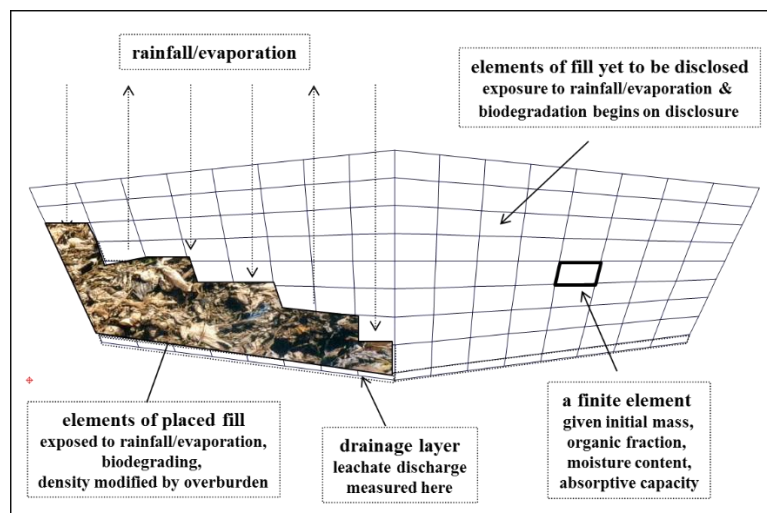 rainfall/evaporation
elements of fill yet to be disclosed
exposure to rainfall/evaporation &
biodegradation begins on disclosure
elements of placed fill
exposed to rainfall/evaporation,
biodegrading,
density modified by overburden
drainage layer
leachate discharge
measured here
a finite element
given initial mass,
organic fraction,
moisture content,
absorptive capacity